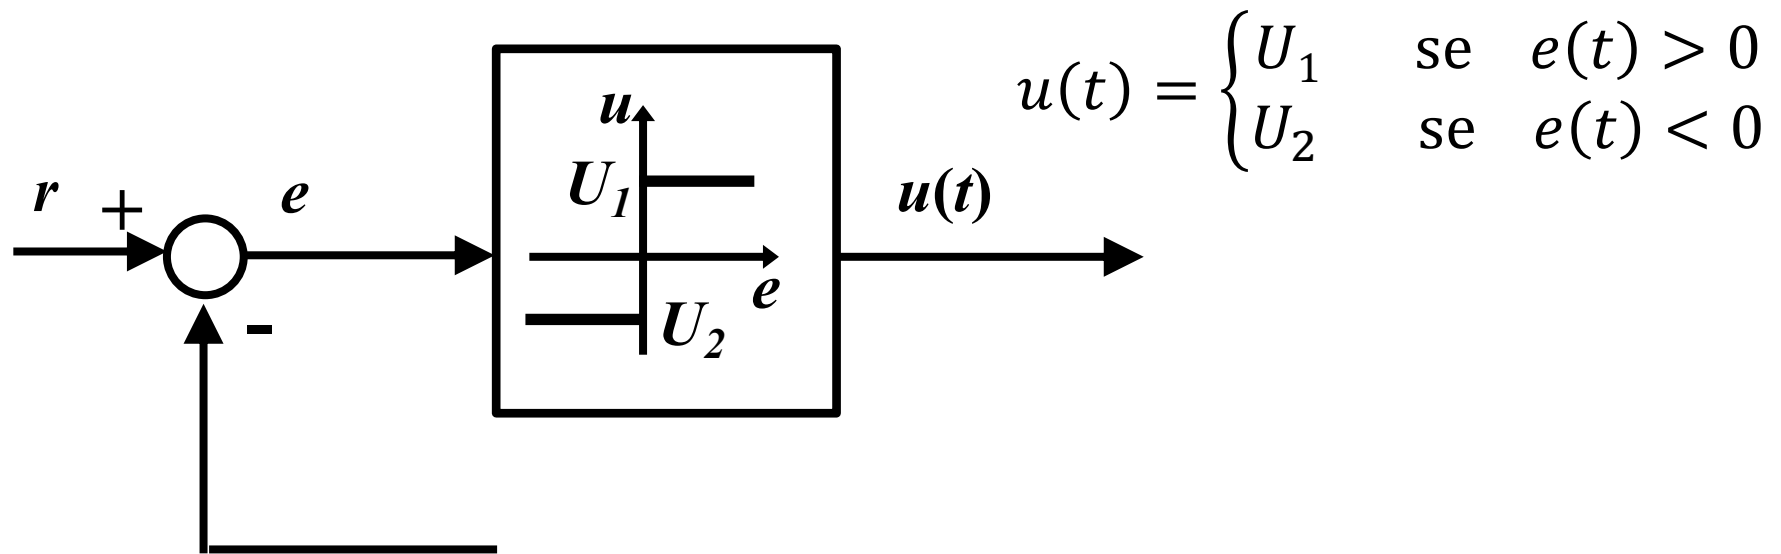 u(t) = { U₁ se e(t) > 0
U₂ se e(t) < 0
r + e
-
u
U₁
e
U₂
u(t)